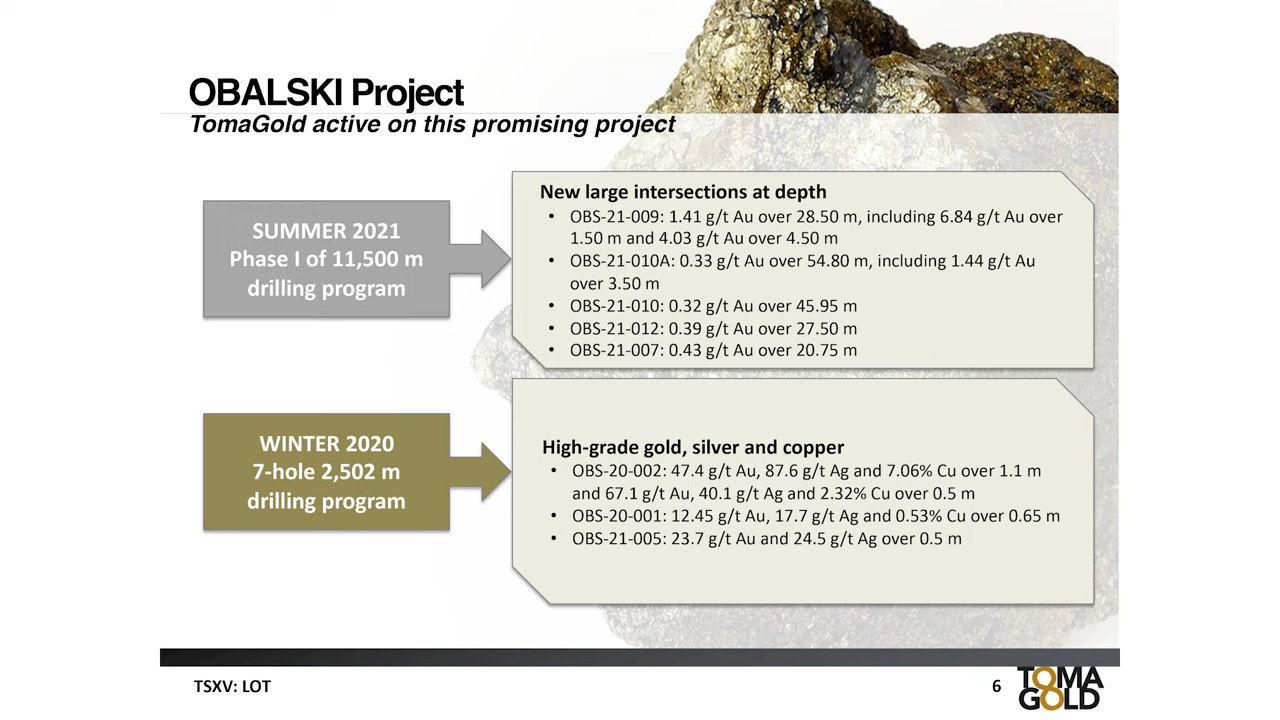 OBALSKI Project
TomaGold active on this promising project
SUMMER 2021
Phase I of 11,500 m
drilling program
New large intersections at depth
• OBS-21-009: 1.41 g/t Au over 28.50 m, including 6.84 g/t Au over
1.50 m and 4.03 g/t Au over 4.50 m
• OBS-21-010A: 0.33 g/t Au over 54.80 m, including 1.44 g/t Au
over 3.50 m
• OBS-21-010: 0.32 g/t Au over 45.95 m
• OBS-21-012: 0.39 g/t Au over 27.50 m
• OBS-21-007: 0.43 g/t Au over 20.75 m
WINTER 2020
7-hole 2,502 m
drilling program
High-grade gold, silver and copper
• OBS-20-002: 47.4 g/t Au, 87.6 g/t Ag and 7.06% Cu over 1.1 m
and 67.1 g/t Au, 40.1 g/t Ag and 2.32% Cu over 0.5 m
• OBS-20-001: 12.45 g/t Au, 17.7 g/t Ag and 0.53% Cu over 0.65 m
• OBS-21-005: 23.7 g/t Au and 24.5 g/t Ag over 0.5 m
TSXV: LOT
6
TOMA
GOLD